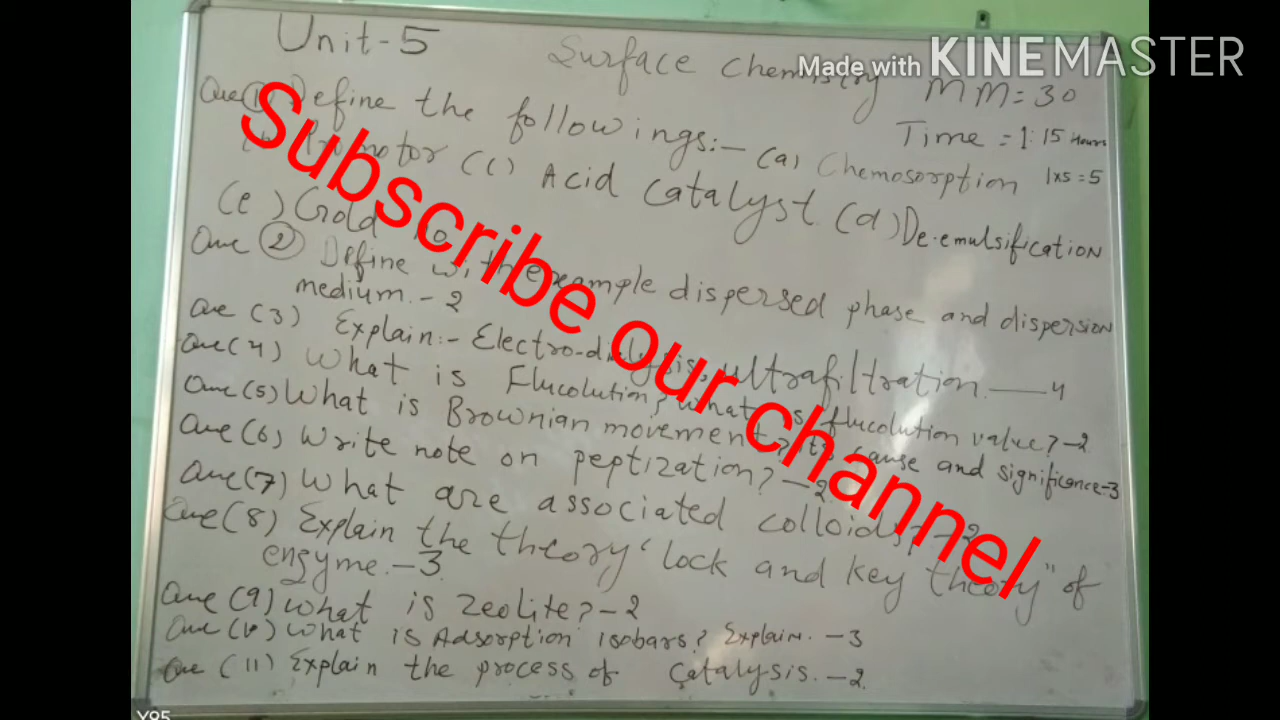 Unit-5 Surface chemistry MM=30
Made with KINEMASTER
Time = 1:15 Hours
Que (1) Define the followings:- (a) Chemosorption 1x5=5
Promotor (c) Acid catalyst (d) De-emulsification
(e) Gold
Que (2) Define with example dispersed phase and dispersion
medium. - 2
Que (3) Explain:- Electro-dialysis, ultrafiltration. — 4
Que (4) What is Flucolution? What is flucolution value? - 2
Que (5) What is Brownian movement? its cause and significance - 3
Que (6) Write note on peptization? - 2
Que (7) What are associated colloids? - 2
Que (8) Explain the theory "lock and key theory" of
enzyme. - 3
Que (9) What is zeolite? - 2
Que (10) What is Adsorption isobars? Explain. - 3
Que (11) Explain the process of catalysis. - 2
Subscribe our channel